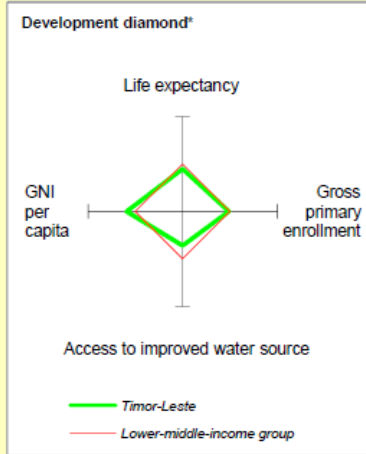 Development diamond*
Life expectancy
GNI
per
capita
Gross
primary
enrollment
Access to improved water source
Timor-Leste
Lower-middle-income group